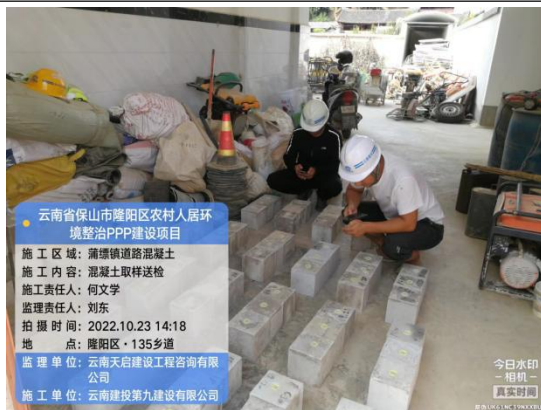 云南省保山市隆阳区农村人居环
境整治PPP建设项目
施工区域：蒲缥镇道路混凝土
施工内容：混凝土取样送检
施工责任人：何文学
监理责任人：刘东
拍摄时间：2022.10.23 14:18
地 点：隆阳区·135乡道
监理单位：云南天启建设工程咨询有限
公司
施工单位：云南建投第九建设有限公司
今日水印
-相机-
真实时间